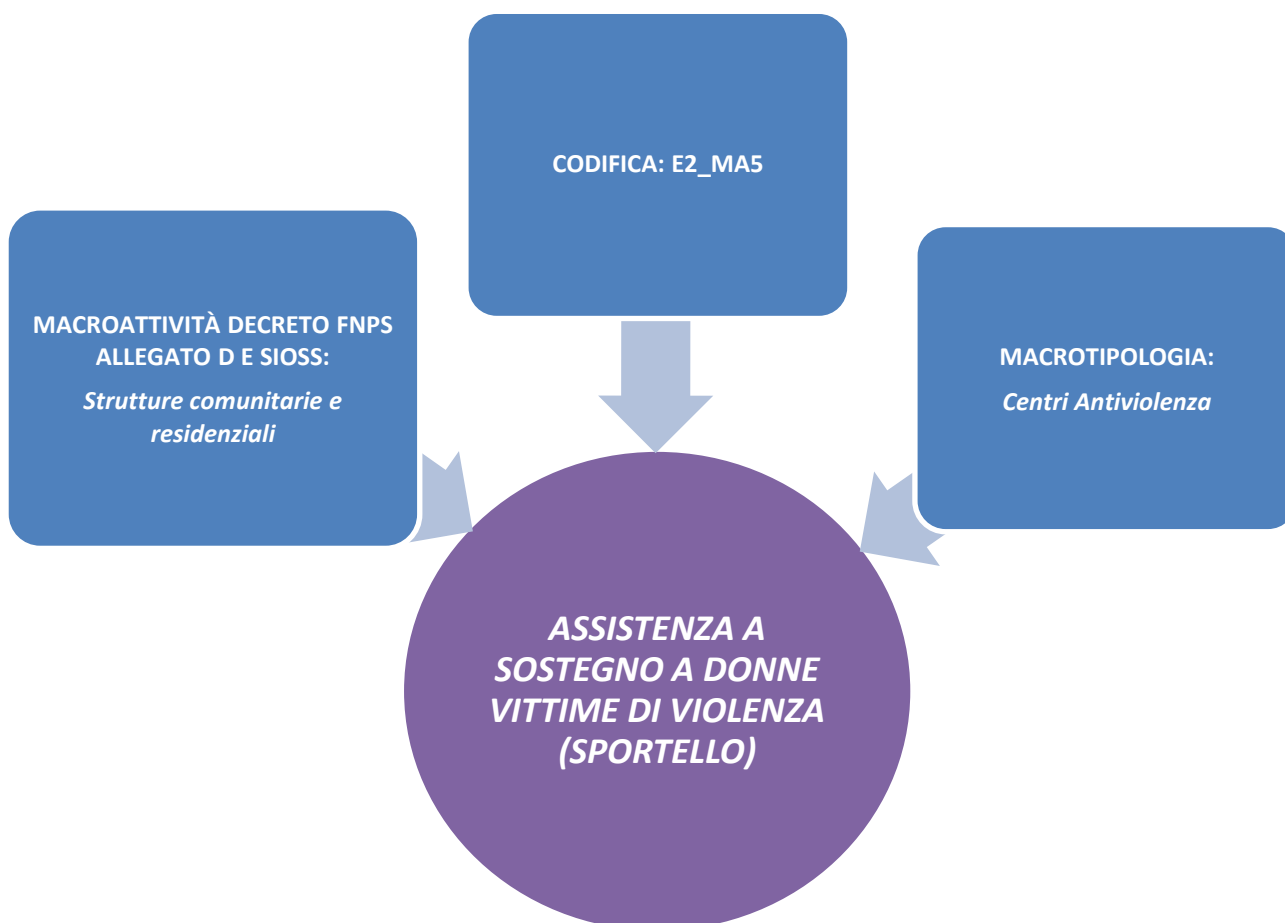 CODIFICA: E2_MA5
MACROATTIVITÀ DECRETO FNPS
ALLEGATO D E SIOSS:
Strutture comunitarie e
residenziali
MACROTIPOLOGIA:
Centri Antiviolenza
ASSISTENZA A
SOSTEGNO A DONNE
VITTIME DI VIOLENZA
(SPORTELLO)